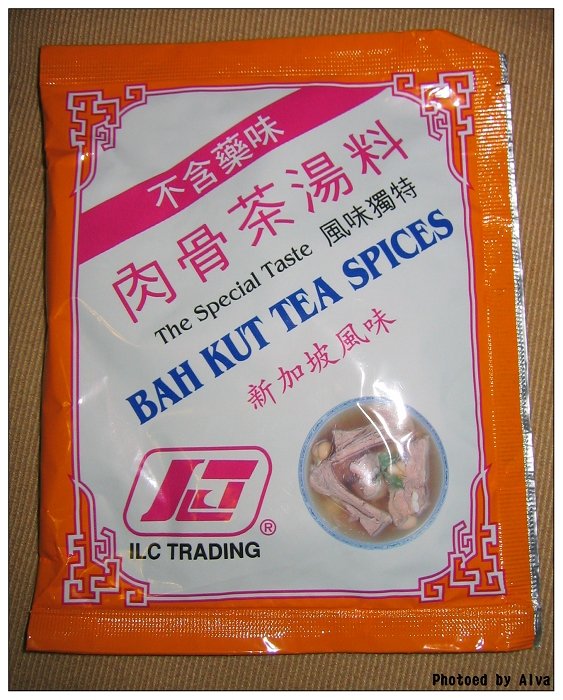 不含藥味
肉骨茶湯料
The Special Taste 風味獨特
BAH KUT TEA SPICES
新加坡風味
®
ILC TRADING
Photoed by Alva